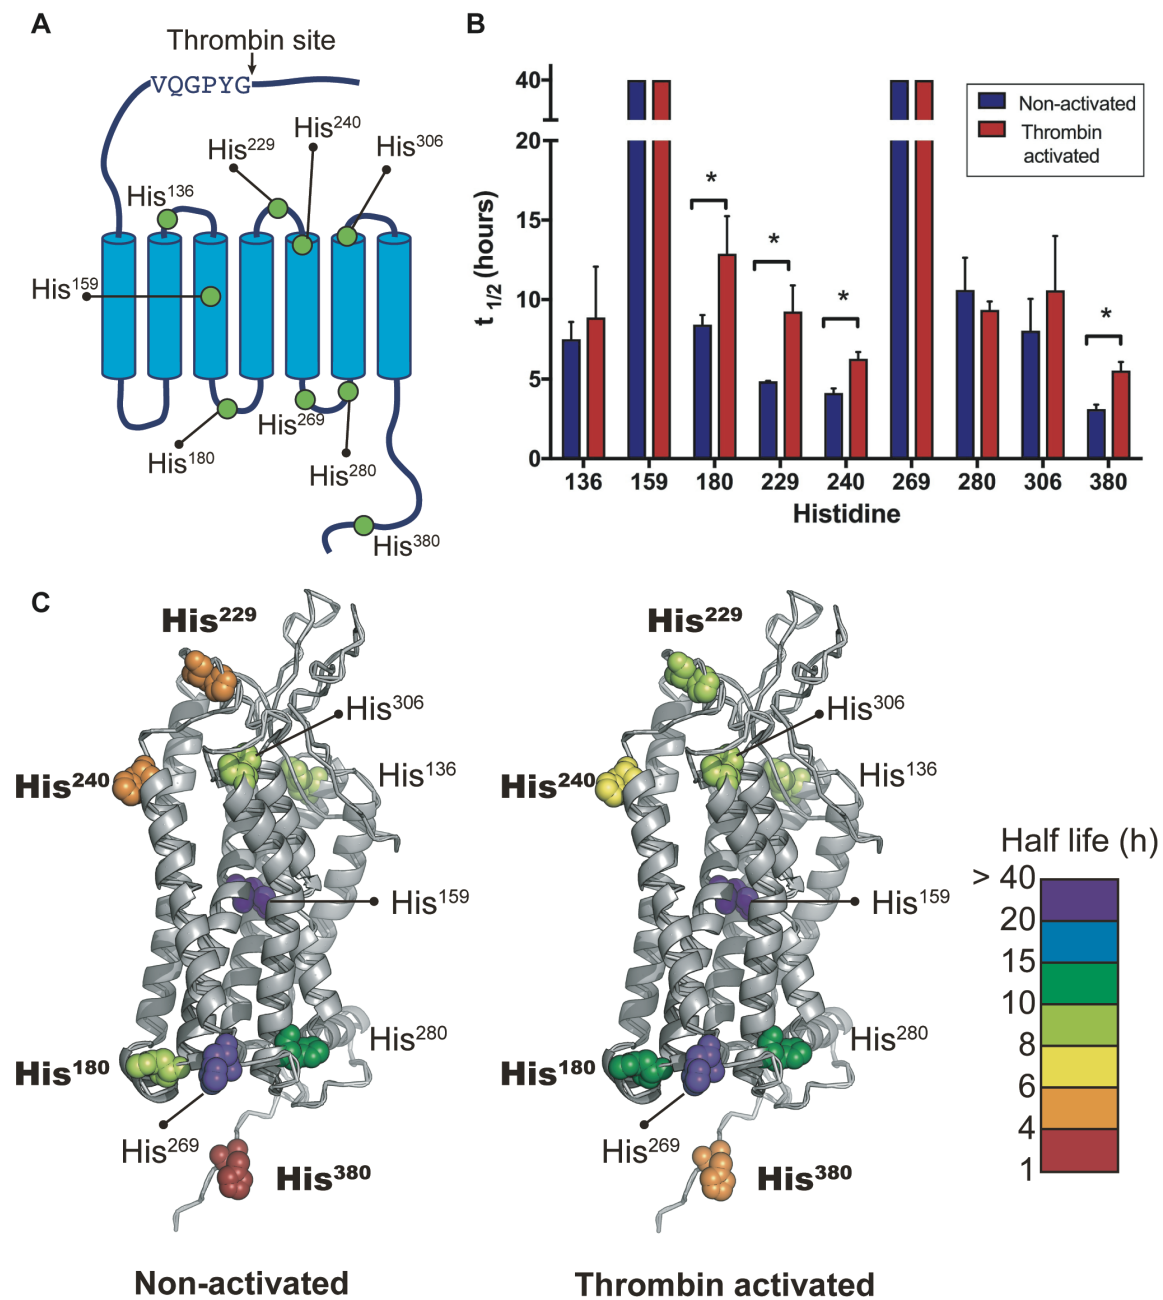 A
Thrombin site
VQGPYG
His240
His229
His306
His136
His159
His269
His180
His280
His380
B
40
20
15
10
5
0
t 1/2 (hours)
Non-activated
Thrombin
activated
*
*
*
*
136 159 180 229 240 269 280 306 380
Histidine
C
His229
His306
His240
His136
His159
His280
His180
His269
His380
Non-activated
His229
His306
His240
His136
His159
His280
His180
His269
His380
Thrombin activated
Half life (h)
> 40
20
15
10
8
6
4
1